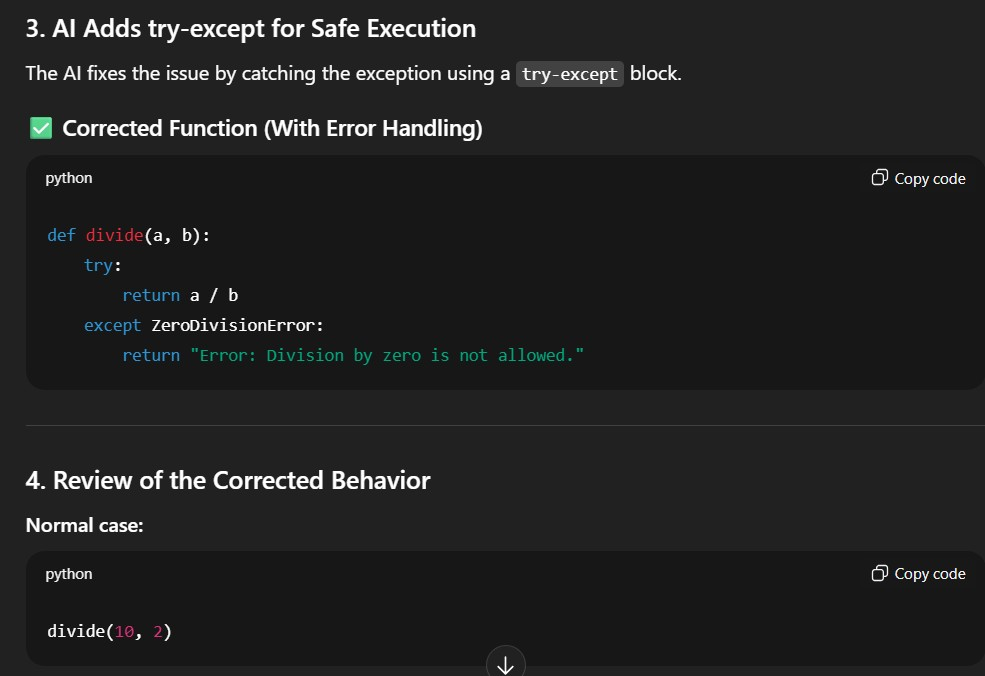 3. AI Adds try-except for Safe Execution
The AI fixes the issue by catching the exception using a try-except block.
✅ Corrected Function (With Error Handling)
python
Copy code
def divide(a, b):
    try:
        return a / b
    except ZeroDivisionError:
        return "Error: Division by zero is not allowed."
4. Review of the Corrected Behavior
Normal case:
python
Copy code
divide(10, 2)